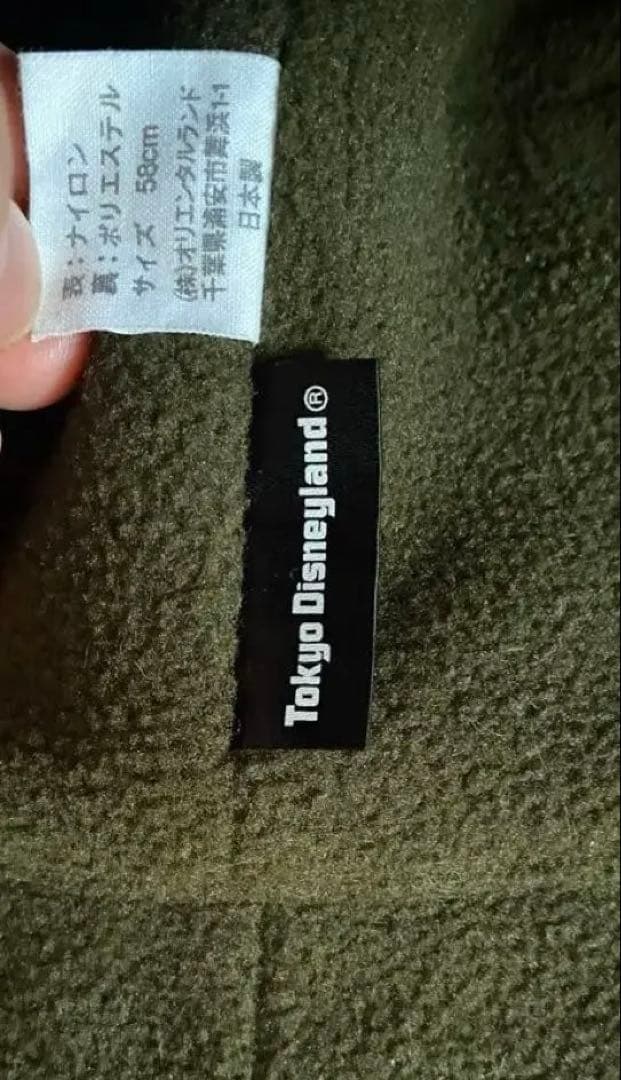 表：ナイロン
裏：ポリエステル
サイズ 58cm
(株)オリエンタルランド
千葉県浦安市舞浜1-1
日本製
Tokyo Disneyland®